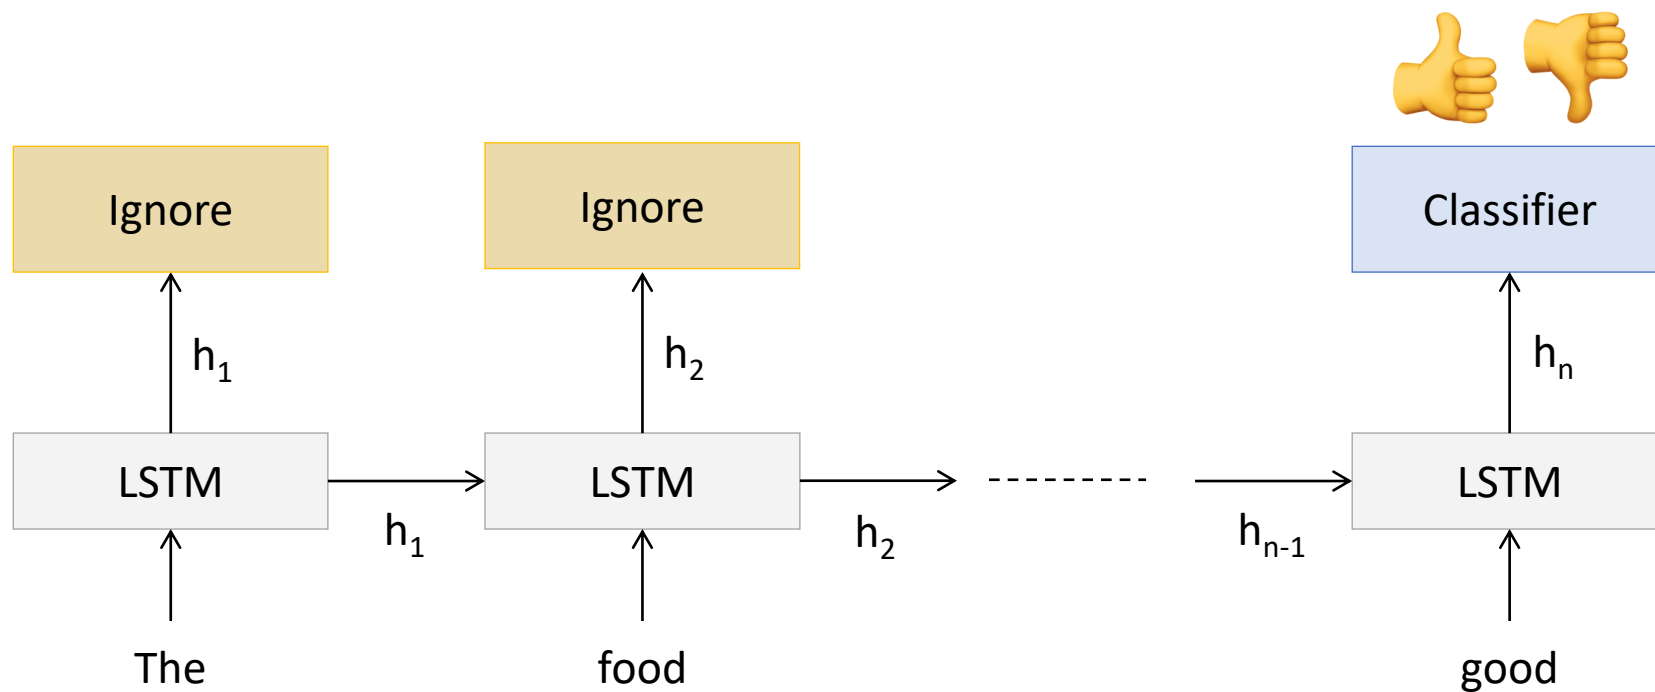 Ignore Ignore Classifier
h₁ h₂ hₙ
LSTM LSTM LSTM
h₁ h₂ hₙ₋₁
The food good